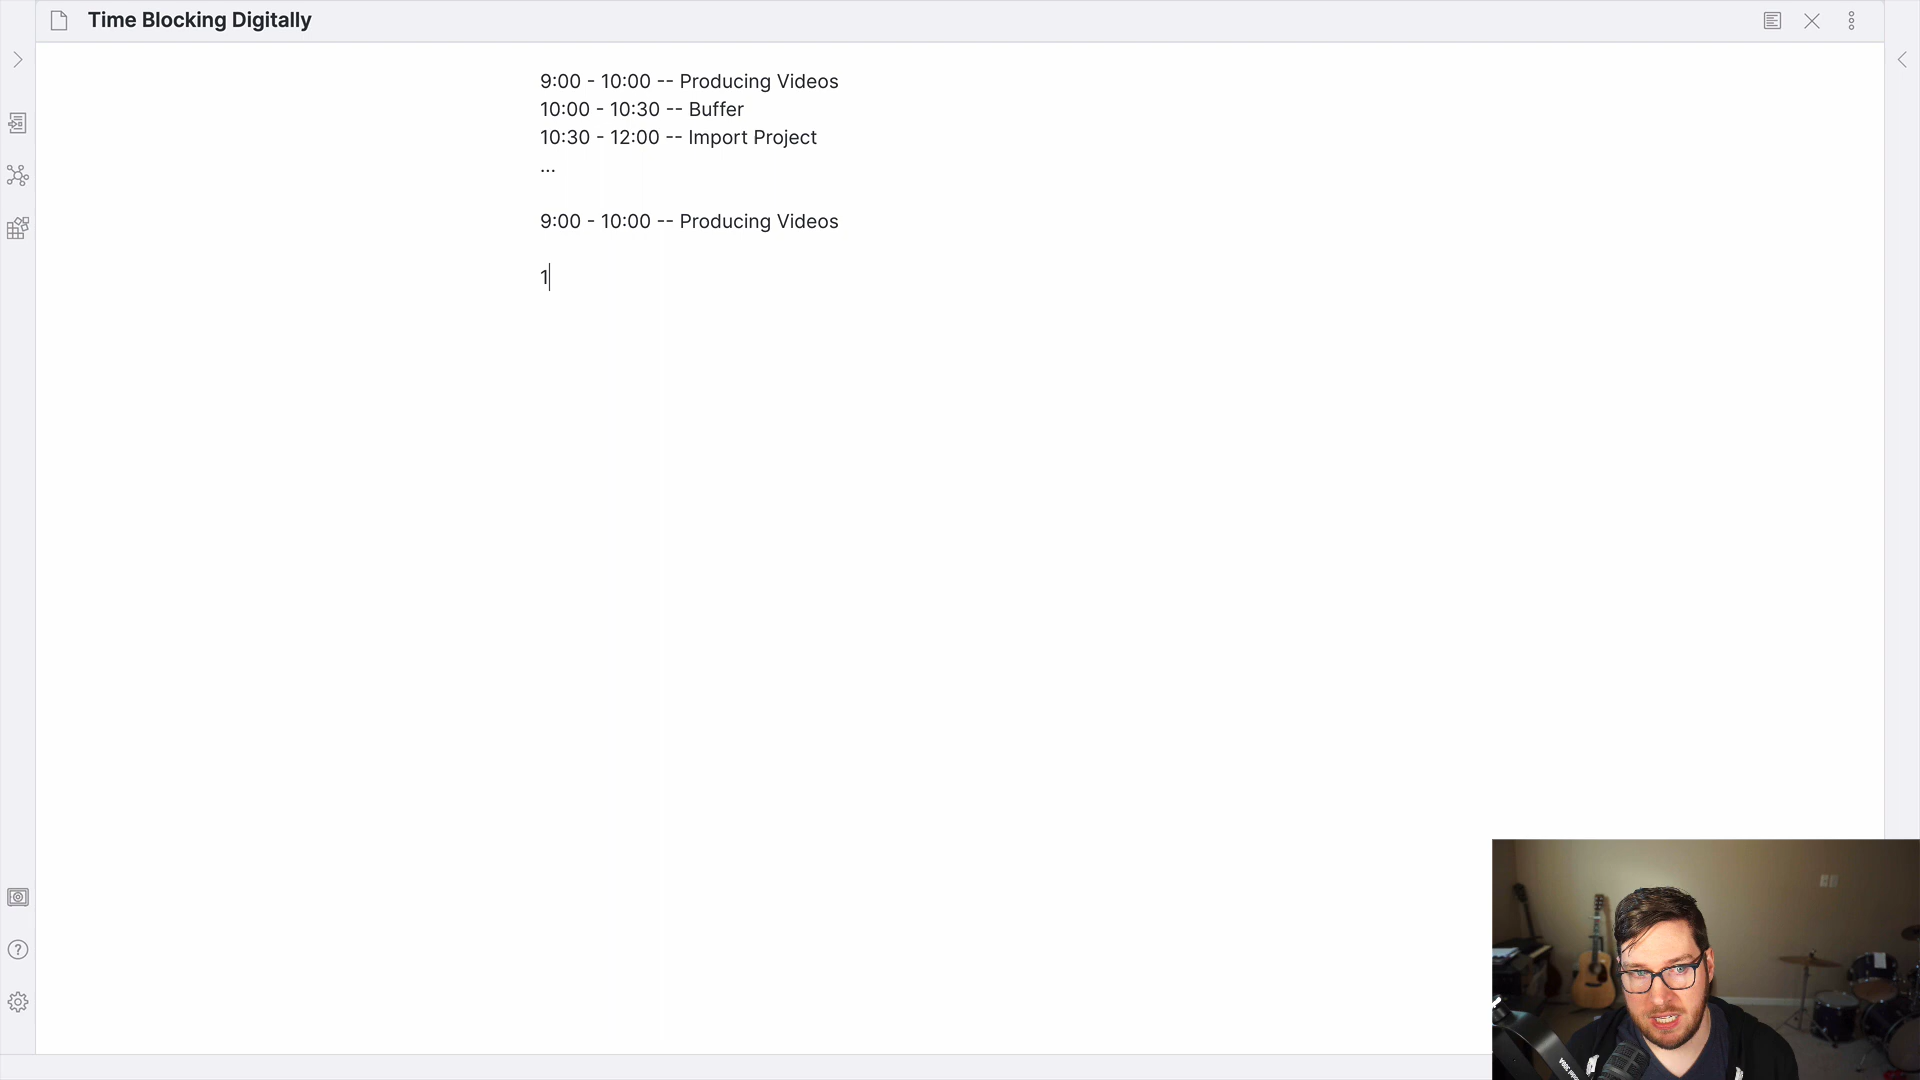 Time Blocking Digitally
9:00 - 10:00 -- Producing Videos
10:00 - 10:30 -- Buffer
10:30 - 12:00 -- Import Project
...
9:00 - 10:00 -- Producing Videos
1